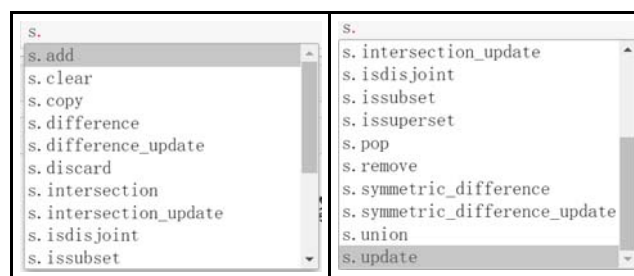 s.
s.add
s.clear
s.copy
s.difference
s.difference_update
s.discard
s.intersection
s.intersection_update
s.isdisjoint
s.issubset
s.
s.intersection_update
s.isdisjoint
s.issubset
s.issuperset
s.pop
s.remove
s.symmetric_difference
s.symmetric_difference_update
s.union
s.update